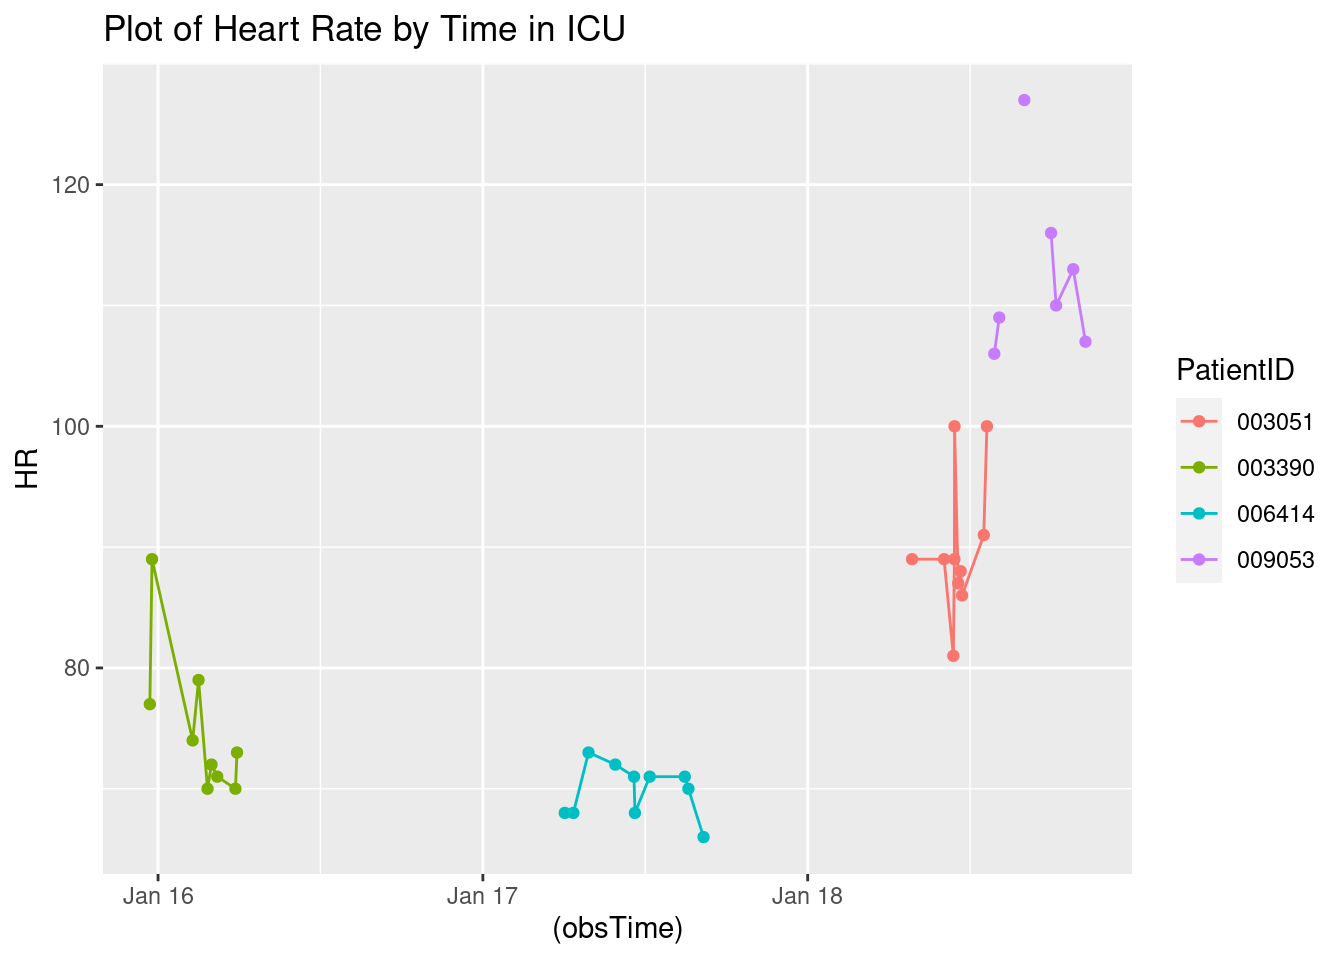 Plot of Heart Rate by Time in ICU
120
100
80
HR
Jan 16
Jan 17
Jan 18
(obsTime)
PatientID
003051
003390
006414
009053